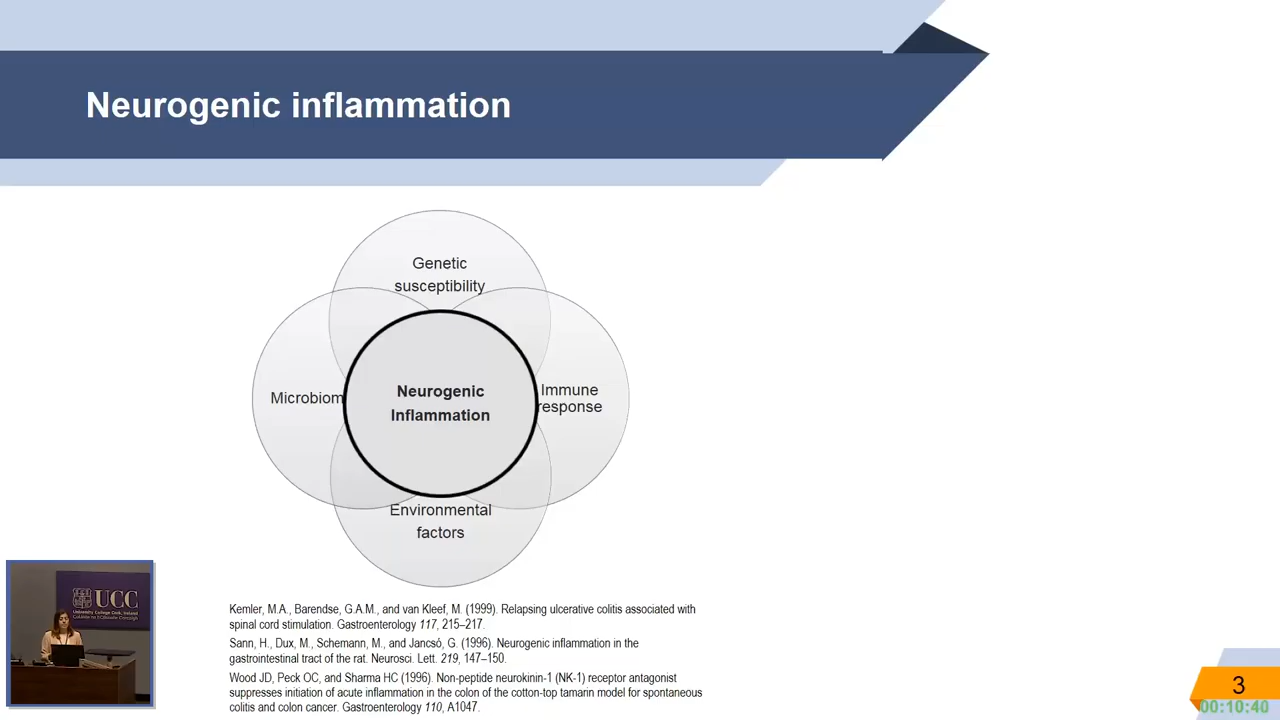 Neurogenic inflammation
Genetic
susceptibility
Microbiom
Neurogenic
Inflammation
Immune
response
Environmental
factors
UCC
University College Cork, Ireland
Kemler, M.A., Barendse, G.A.M., and van Kleef, M. (1999). Relapsing ulcerative colitis associated with
spinal cord stimulation. Gastroenterology 117, 215–217.
Sann, H., Dux, M., Schemann, M., and Jancsó, G. (1996). Neurogenic inflammation in the
gastrointestinal tract of the rat. Neurosci. Lett. 219, 147–150.
Wood JD, Peck OC, and Sharma HC (1996). Non-peptide neurokinin-1 (NK-1) receptor antagonist
suppresses initiation of acute inflammation in the colon of the cotton-top tamarin model for spontaneous
colitis and colon cancer. Gastroenterology 110, A1047.
3
00:10:40